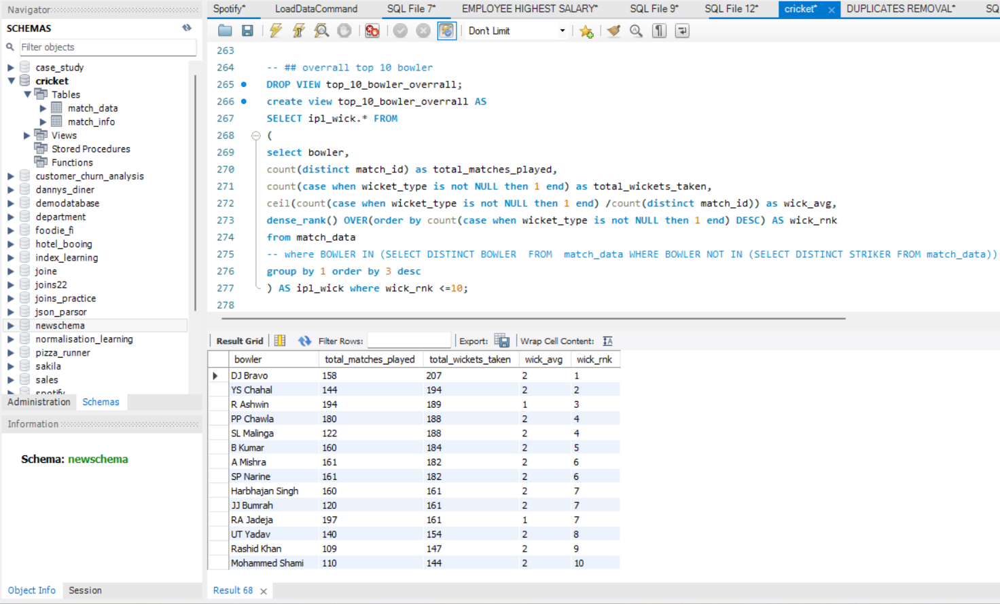 Navigator
SCHEMAS
Filter objects
case_study
cricket
Tables
match_data
match_info
Views
Stored Procedures
Functions
customer_churn_analysis
dannys_diner
demodatabase
department
foodie_fi
hotel_booing
index_learning
joine
joins22
joins_practice
json_parsor
newschema
normalisation_learning
pizza_runner
sakila
sales
spotify
Administration Schemas
Information
Schema: newschema
Object Info Session
Spotify* LoadDataCommand SQL File 7* EMPLOYEE HIGHEST SALARY* SQL File 9* SQL File 12* cricket* DUPLICATES REMOVAL* SQ
Don't Limit
263
264 -- ## overrall top 10 bowler
265 DROP VIEW top_10_bowler_overrall;
266 create view top_10_bowler_overrall AS
267 SELECT ipl_wick.* FROM
268 (
269 select bowler,
270 count(distinct match_id) as total_matches_played,
271 count(case when wicket_type is not NULL then 1 end) as total_wickets_taken,
272 ceil(count(case when wicket_type is not NULL then 1 end) /count(distinct match_id)) as wick_avg,
273 dense_rank() OVER(order by count(case when wicket_type is not NULL then 1 end) DESC) AS wick_rnk
274 from match_data
275 -- where BOWLER IN (SELECT DISTINCT BOWLER  FROM  match_data WHERE BOWLER NOT IN (SELECT DISTINCT STRIKER FROM match_data))
276 group by 1 order by 3 desc
277 ) AS ipl_wick where wick_rnk <=10;
278
Result Grid Filter Rows: Export: Wrap Cell Content: IA
bowler total_matches_played total_wickets_taken wick_avg wick_rnk
DJ Bravo 158 207 2 1
YS Chahal 144 194 2 2
R Ashwin 194 189 1 3
PP Chawla 180 188 2 4
SL Malinga 122 188 2 4
B Kumar 160 184 2 5
A Mishra 161 182 2 6
SP Narine 161 182 2 6
Harbhajan Singh 160 161 2 7
JJ Bumrah 120 161 2 7
RA Jadeja 197 161 1 7
UT Yadav 140 154 2 8
Rashid Khan 109 147 2 9
Mohammed Shami 110 144 2 10
Result 68